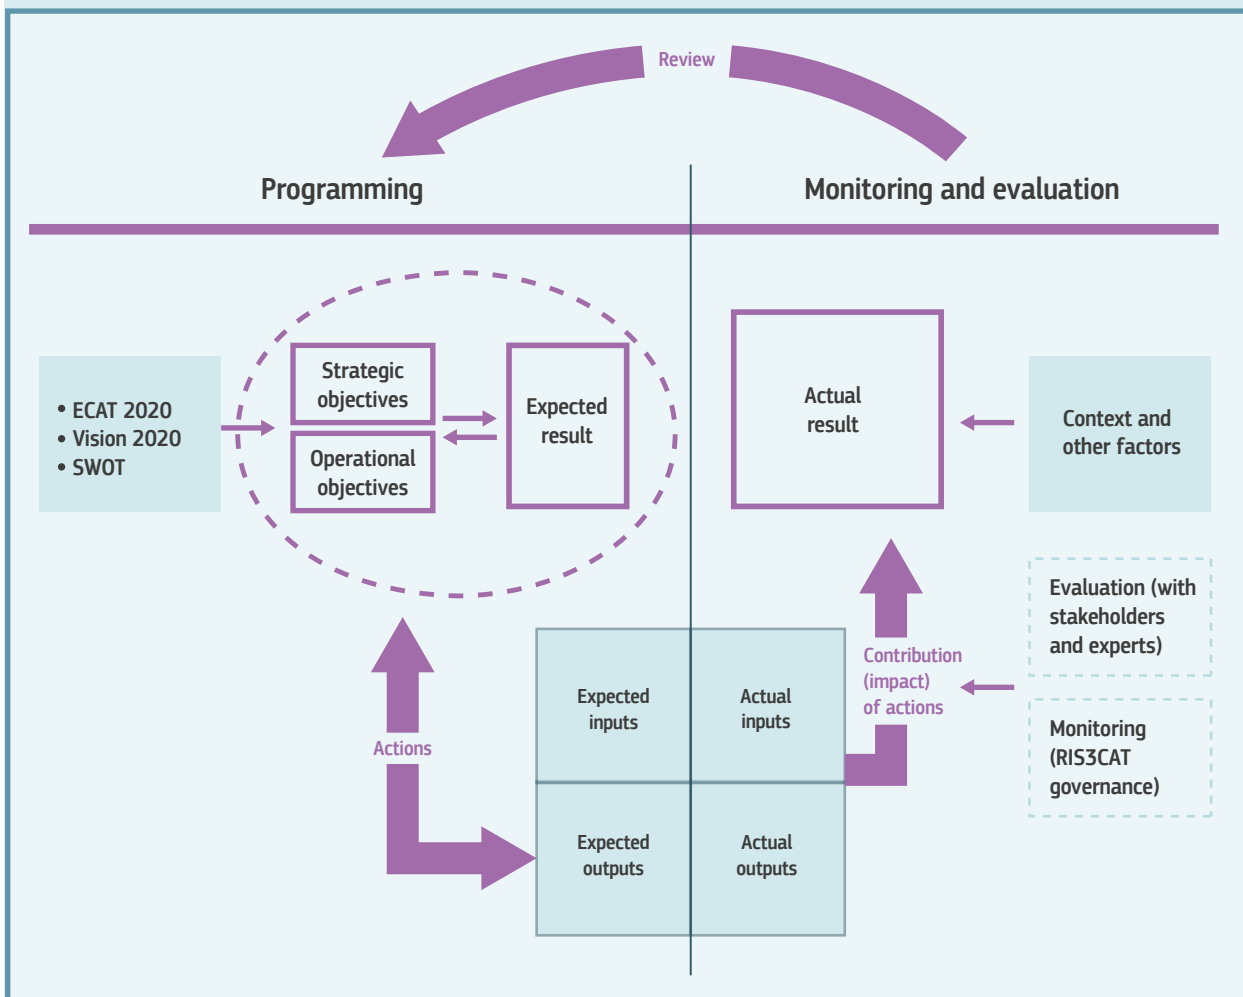 Review
Programming
Monitoring and evaluation
• ECAT 2020
• Vision 2020
• SWOT
Strategic
objectives
Operational
objectives
Expected
result
Actual
result
Context and
other factors
Evaluation (with
stakeholders
and experts)
Monitoring
(RIS3CAT
governance)
Contribution
(impact)
of actions
Actions
Expected
inputs
Actual
inputs
Expected
outputs
Actual
outputs